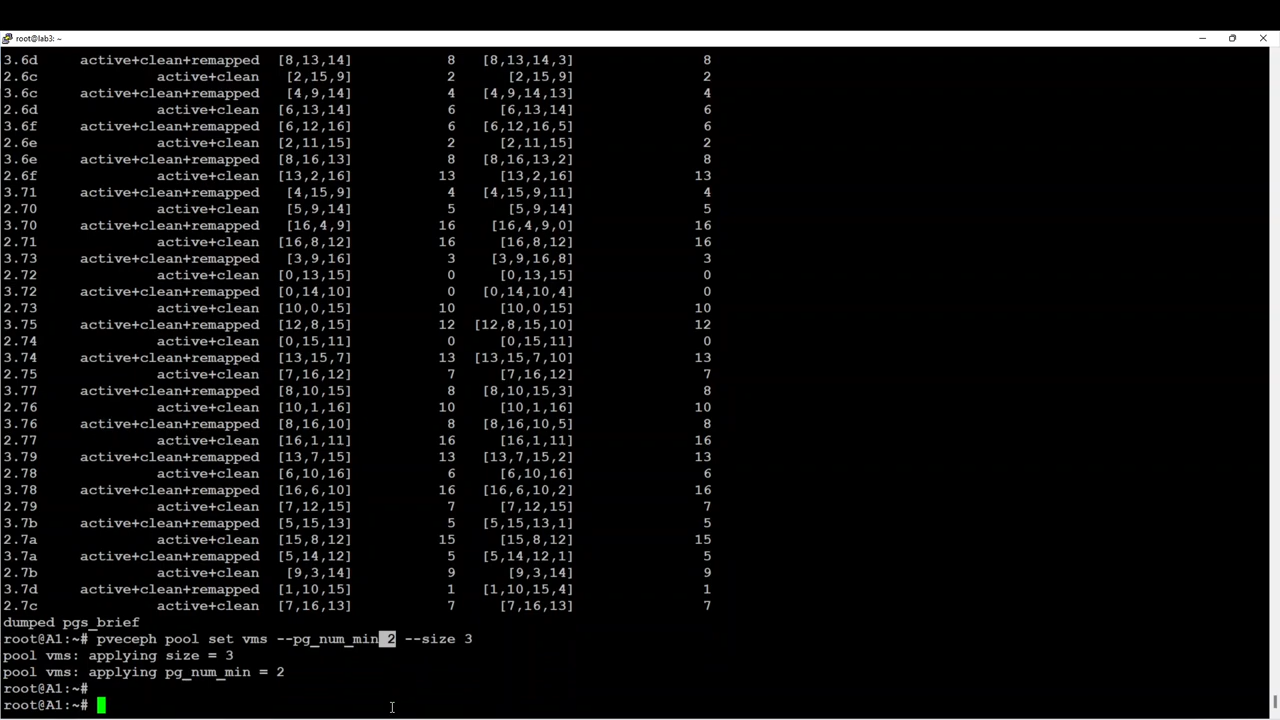 root@lab3: ~
3.6d active+clean+remapped [8,13,14] 8 [8,13,14,3] 8
2.6c active+clean [2,15,9] 2 [2,15,9] 2
3.6c active+clean+remapped [4,9,14] 4 [4,9,14,13] 4
2.6d active+clean [6,13,14] 6 [6,13,14] 6
3.6f active+clean+remapped [6,12,16] 6 [6,12,16,5] 6
2.6e active+clean [2,11,15] 2 [2,11,15] 2
3.6e active+clean+remapped [8,16,13] 8 [8,16,13,2] 8
2.6f active+clean [13,2,16] 13 [13,2,16] 13
3.71 active+clean+remapped [4,15,9] 4 [4,15,9,11] 4
2.70 active+clean [5,9,14] 5 [5,9,14] 5
3.70 active+clean+remapped [16,4,9] 16 [16,4,9,0] 16
2.71 active+clean [16,8,12] 16 [16,8,12] 16
3.73 active+clean+remapped [3,9,16] 3 [3,9,16,8] 3
2.72 active+clean [0,13,15] 0 [0,13,15] 0
3.72 active+clean+remapped [0,14,10] 0 [0,14,10,4] 0
2.73 active+clean [10,0,15] 10 [10,0,15] 10
3.75 active+clean+remapped [12,8,15] 12 [12,8,15,10] 12
2.74 active+clean [0,15,11] 0 [0,15,11] 0
3.74 active+clean+remapped [13,15,7] 13 [13,15,7,10] 13
2.75 active+clean [7,16,12] 7 [7,16,12] 7
3.77 active+clean+remapped [8,10,15] 8 [8,10,15,3] 8
2.76 active+clean [10,1,16] 10 [10,1,16] 10
3.76 active+clean+remapped [8,16,10] 8 [8,16,10,5] 8
2.77 active+clean [16,1,11] 16 [16,1,11] 16
3.79 active+clean+remapped [13,7,15] 13 [13,7,15,2] 13
2.78 active+clean [6,10,16] 6 [6,10,16] 6
3.78 active+clean+remapped [16,6,10] 16 [16,6,10,2] 16
2.79 active+clean [7,12,15] 7 [7,12,15] 7
3.7b active+clean+remapped [5,15,13] 5 [5,15,13,1] 5
2.7a active+clean [15,8,12] 15 [15,8,12] 15
3.7a active+clean+remapped [5,14,12] 5 [5,14,12,1] 5
2.7b active+clean [9,3,14] 9 [9,3,14] 9
3.7d active+clean+remapped [1,10,15] 1 [1,10,15,4] 1
2.7c active+clean [7,16,13] 7 [7,16,13] 7
dumped pgs_brief
root@A1:~# pveceph pool set vms --pg_num_min 2 --size 3
pool vms: applying size = 3
pool vms: applying pg_num_min = 2
root@A1:~#
root@A1:~#